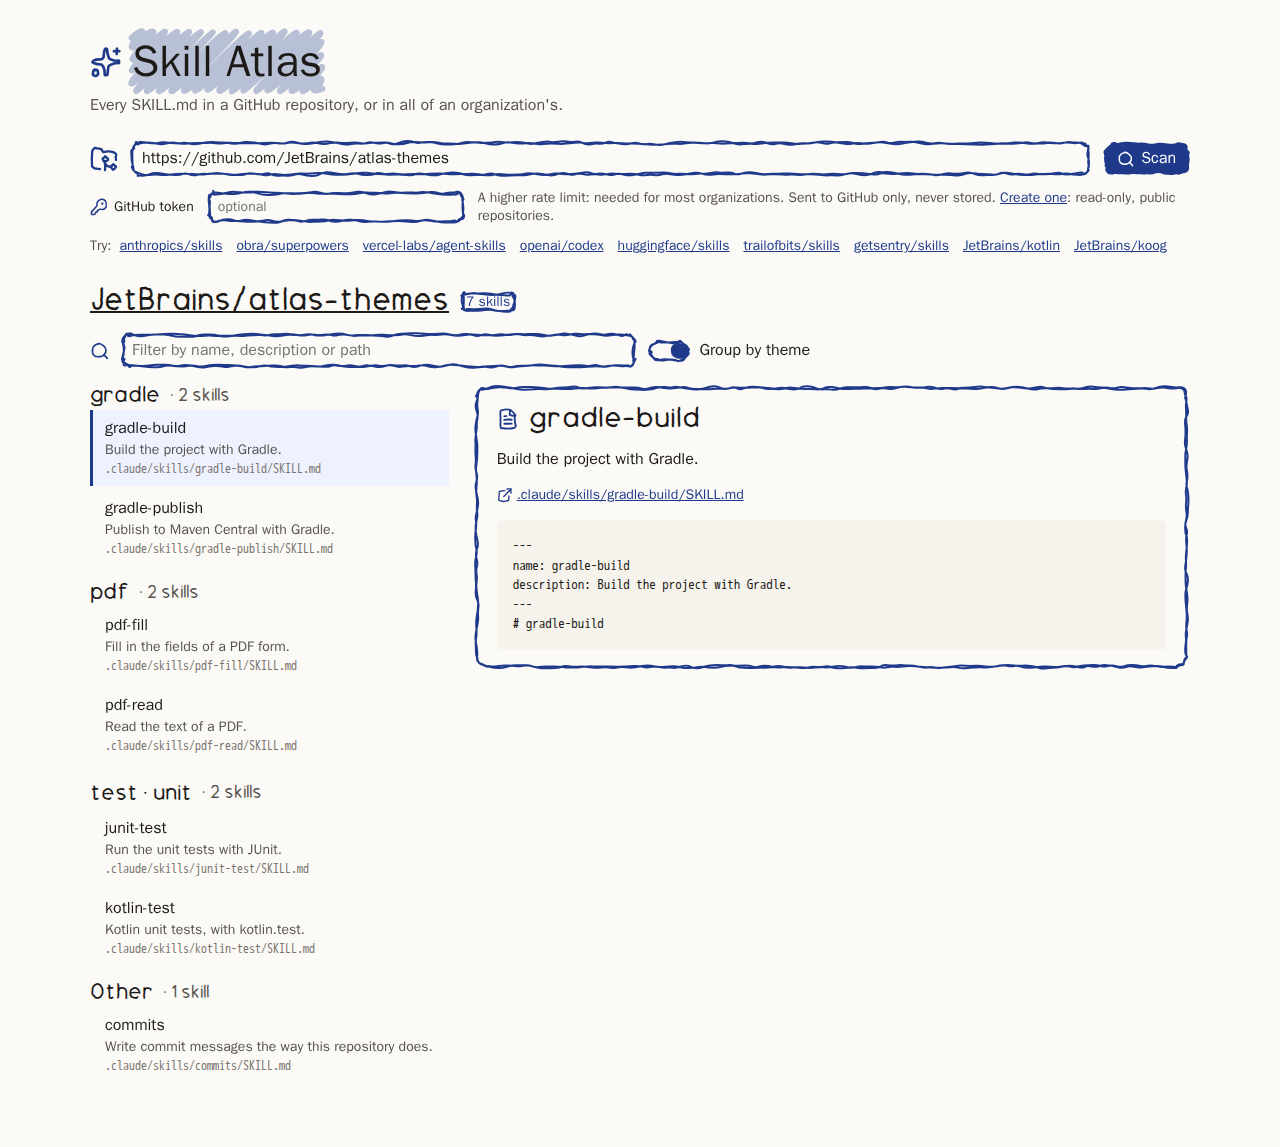 Skill Atlas
Every SKILL.md in a GitHub repository, or in all of an organization's.
https://github.com/JetBrains/atlas-themes
Scan
GitHub token
optional
A higher rate limit: needed for most organizations. Sent to GitHub only, never stored. Create one: read-only, public
repositories.
Try: anthropics/skills obra/superpowers vercel-labs/agent-skills openai/codex huggingface/skills trailofbits/skills getsentry/skills JetBrains/kotlin JetBrains/koog
JetBrains/atlas-themes 7 skills
Filter by name, description or path
Group by theme
gradle · 2 skills
gradle-build
Build the project with Gradle.
.claude/skills/gradle-build/SKILL.md
gradle-publish
Publish to Maven Central with Gradle.
.claude/skills/gradle-publish/SKILL.md
pdf · 2 skills
pdf-fill
Fill in the fields of a PDF form.
.claude/skills/pdf-fill/SKILL.md
pdf-read
Read the text of a PDF.
.claude/skills/pdf-read/SKILL.md
test · unit · 2 skills
junit-test
Run the unit tests with JUnit.
.claude/skills/junit-test/SKILL.md
kotlin-test
Kotlin unit tests, with kotlin.test.
.claude/skills/kotlin-test/SKILL.md
Other · 1 skill
commits
Write commit messages the way this repository does.
.claude/skills/commits/SKILL.md
gradle-build
Build the project with Gradle.
.claude/skills/gradle-build/SKILL.md
---
name: gradle-build
description: Build the project with Gradle.
---
# gradle-build